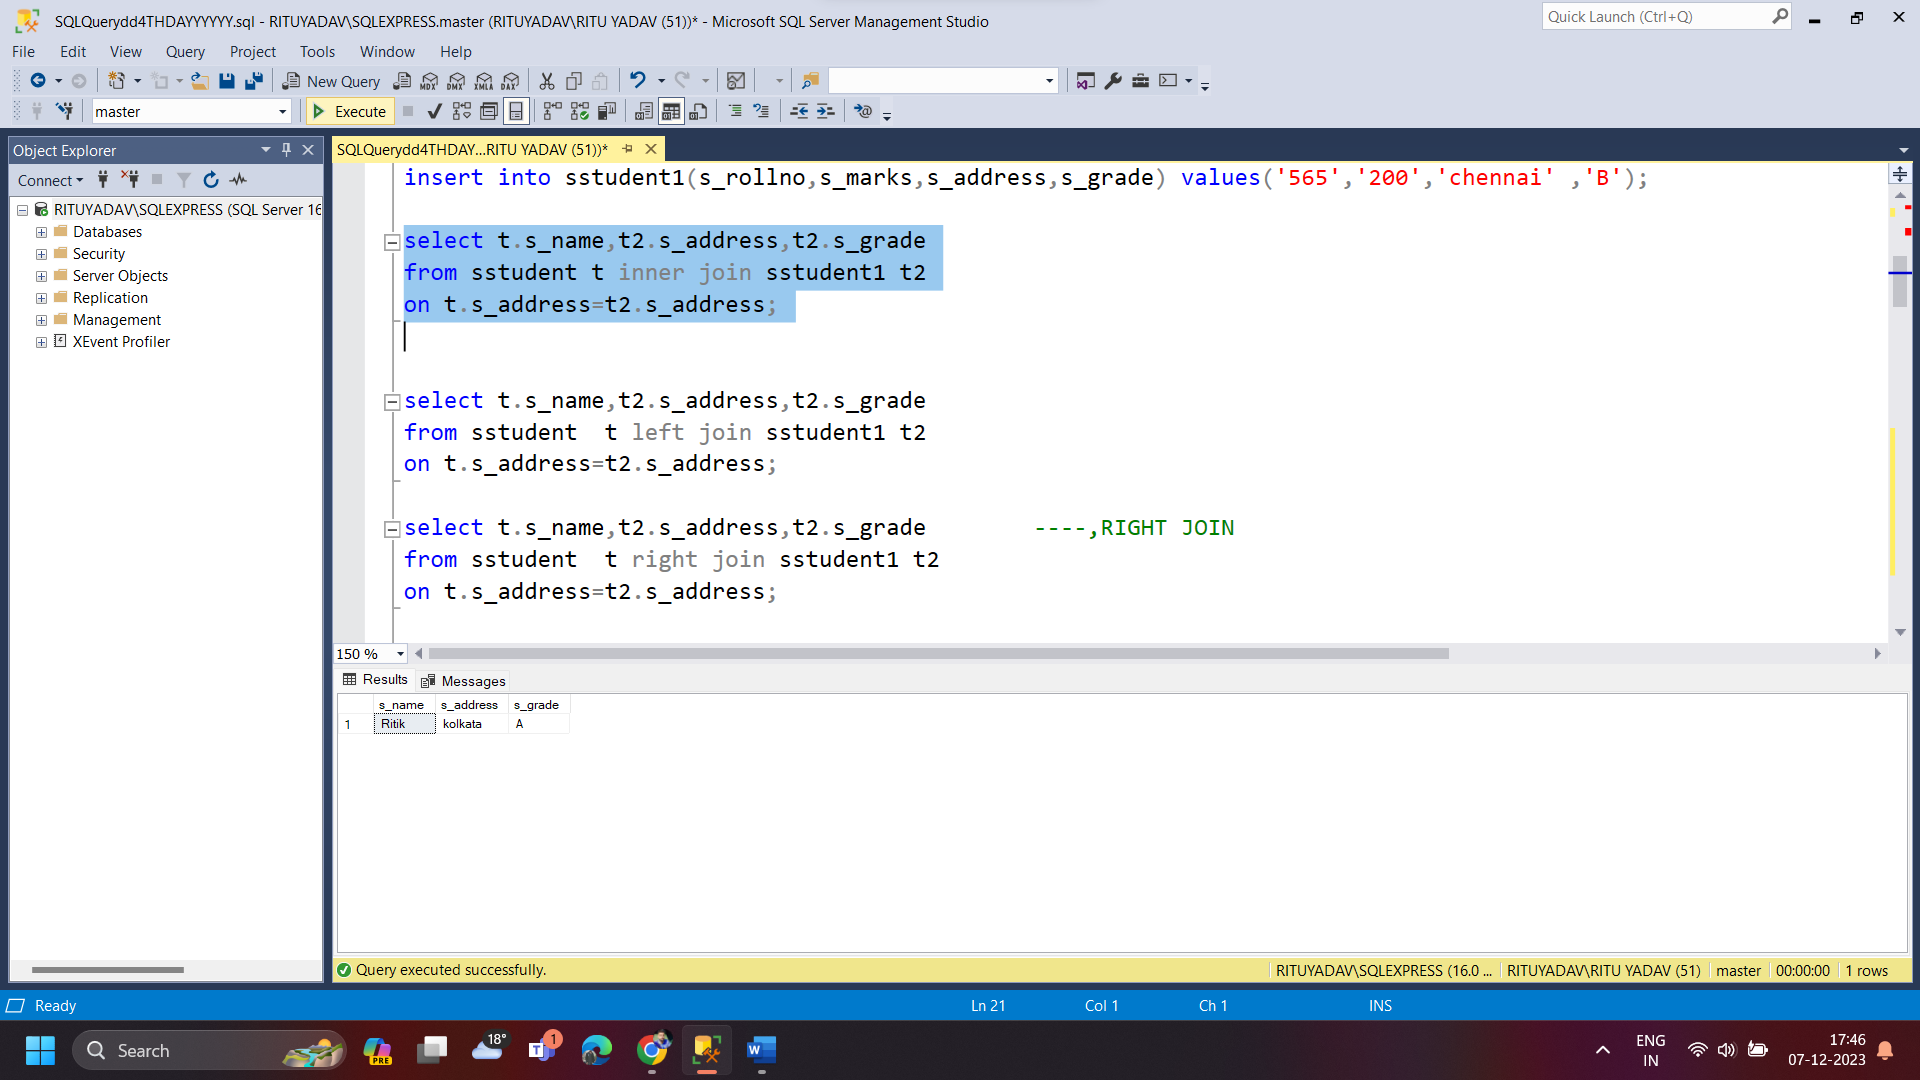 SQLQuerydd4THDAYYYYYY.sql - RITUYADAV\SQLEXPRESS.master (RITUYADAV\RITU YADAV (51))* - Microsoft SQL Server Management Studio
Quick Launch (Ctrl+Q)
File Edit View Query Project Tools Window Help
New Query MDX DMX XMLA DAX
master Execute
Object Explorer
SQLQuerydd4THDAY...RITU YADAV (51))*
Connect
RITUYADAV\SQLEXPRESS (SQL Server 16
Databases
Security
Server Objects
Replication
Management
XEvent Profiler
insert into sstudent1(s_rollno,s_marks,s_address,s_grade) values('565','200','chennai' ,'B');
select t.s_name,t2.s_address,t2.s_grade
from sstudent t inner join sstudent1 t2
on t.s_address=t2.s_address;
select t.s_name,t2.s_address,t2.s_grade
from sstudent  t left join sstudent1 t2
on t.s_address=t2.s_address;
select t.s_name,t2.s_address,t2.s_grade ----,RIGHT JOIN
from sstudent  t right join sstudent1 t2
on t.s_address=t2.s_address;
150 %
Results Messages
s_name s_address s_grade
1 Ritik kolkata A
Query executed successfully. RITUYADAV\SQLEXPRESS (16.0 ... RITUYADAV\RITU YADAV (51) master 00:00:00 1 rows
Ready Ln 21 Col 1 Ch 1 INS
Search PRE 18° T 1 W ENG IN 17:46 07-12-2023